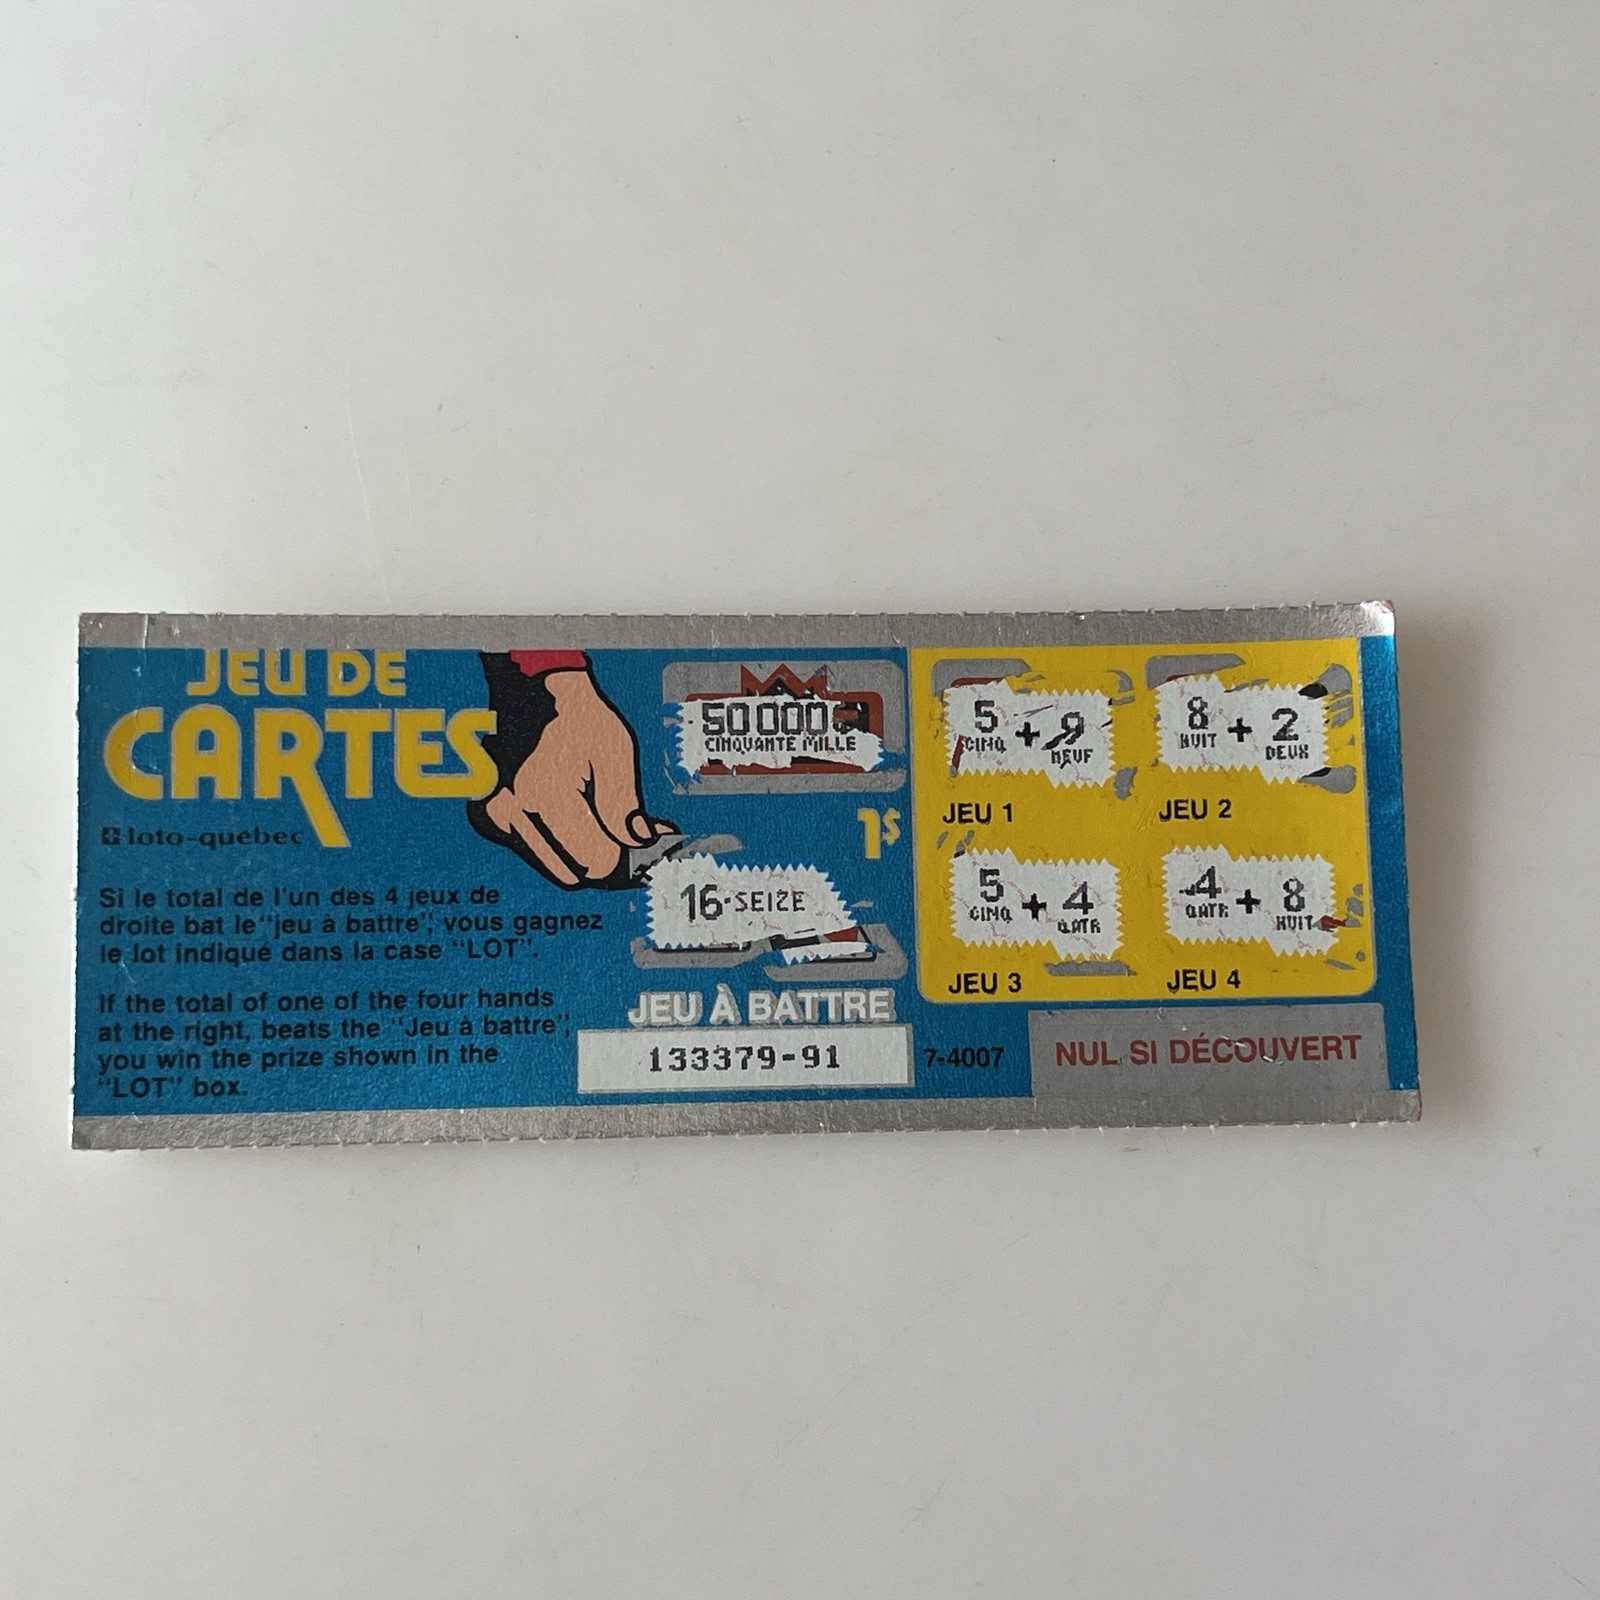 JEU DE
CARTES
loto-québec
Si le total de l'un des 4 jeux de
droite bat le "jeu à battre", vous gagnez
le lot indiqué dans la case "LOT".
If the total of one of the four hands
at the right, beats the "Jeu à battre",
you win the prize shown in the
"LOT" box.
50 000$
CINQUANTE MILLE
1$
16-SEIZE
JEU À BATTRE
133379-91
5 + 9
CINQ NEUF
JEU 1
8 + 2
HUIT DEUX
JEU 2
5 + 4
CINQ QATR
JEU 3
4 + 8
QATR HUIT
JEU 4
7-4007
NUL SI DÉCOUVERT